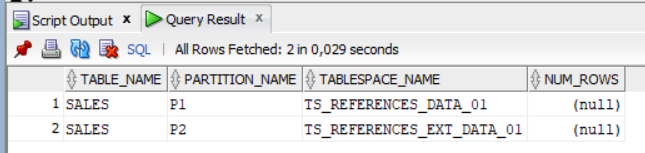 Script Output x Query Result x
SQL | All Rows Fetched: 2 in 0,029 seconds
TABLE_NAME PARTITION_NAME TABLESPACE_NAME NUM_ROWS
1 SALES P1 TS_REFERENCES_DATA_01 (null)
2 SALES P2 TS_REFERENCES_EXT_DATA_01 (null)